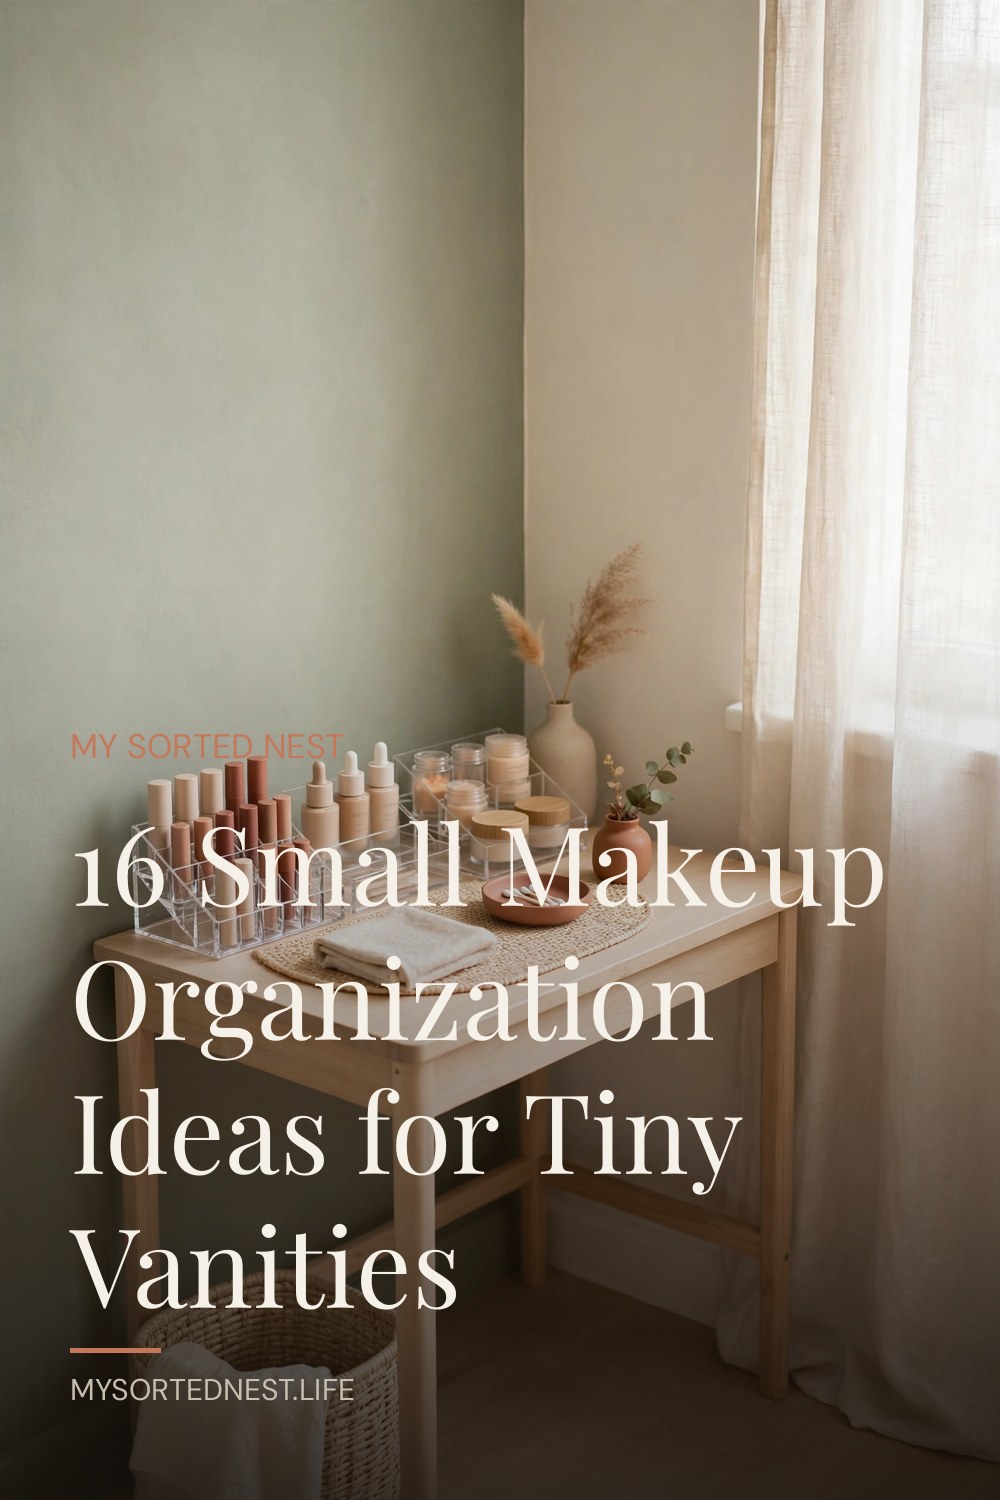 MY SORTED NEST
16 Small Makeup
Organization
Ideas for Tiny
Vanities
MYSORTEDNEST.LIFE